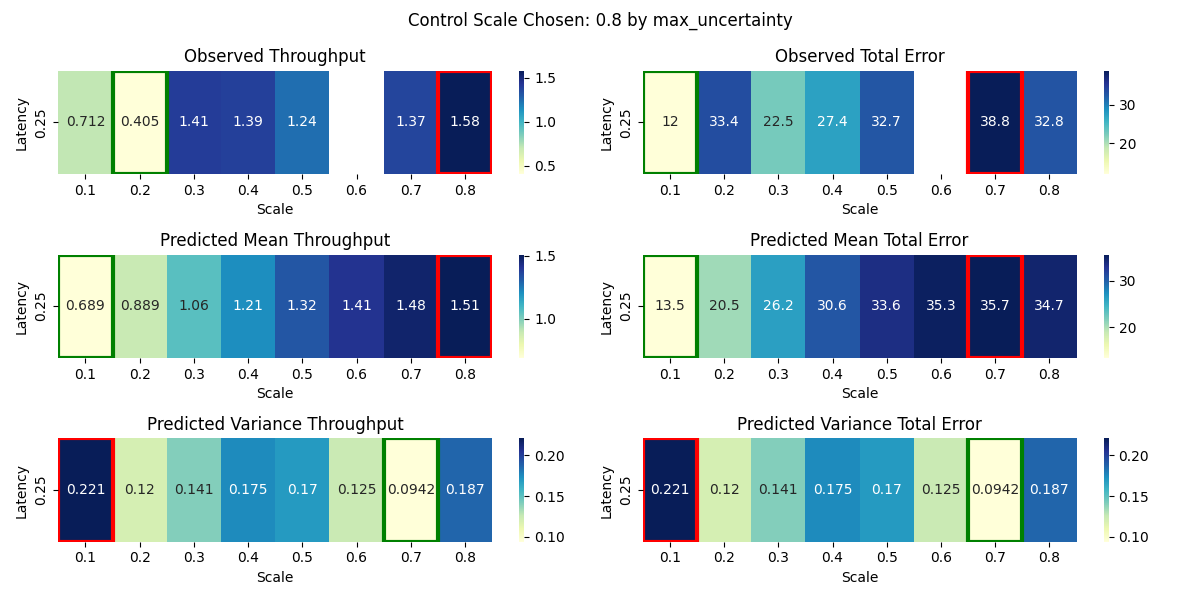 Control Scale Chosen: 0.8 by max_uncertainty
Observed Throughput
Latency
0.25
0.712 0.405 1.41 1.39 1.24 1.37 1.58
0.1 0.2 0.3 0.4 0.5 0.6 0.7 0.8
Scale
1.5
1.0
0.5
Observed Total Error
Latency
0.25
12 33.4 22.5 27.4 32.7 38.8 32.8
0.1 0.2 0.3 0.4 0.5 0.6 0.7 0.8
Scale
30
20
Predicted Mean Throughput
Latency
0.25
0.689 0.889 1.06 1.21 1.32 1.41 1.48 1.51
0.1 0.2 0.3 0.4 0.5 0.6 0.7 0.8
Scale
1.5
1.0
Predicted Mean Total Error
Latency
0.25
13.5 20.5 26.2 30.6 33.6 35.3 35.7 34.7
0.1 0.2 0.3 0.4 0.5 0.6 0.7 0.8
Scale
30
20
Predicted Variance Throughput
Latency
0.25
0.221 0.12 0.141 0.175 0.17 0.125 0.0942 0.187
0.1 0.2 0.3 0.4 0.5 0.6 0.7 0.8
Scale
0.20
0.15
0.10
Predicted Variance Total Error
Latency
0.25
0.221 0.12 0.141 0.175 0.17 0.125 0.0942 0.187
0.1 0.2 0.3 0.4 0.5 0.6 0.7 0.8
Scale
0.20
0.15
0.10